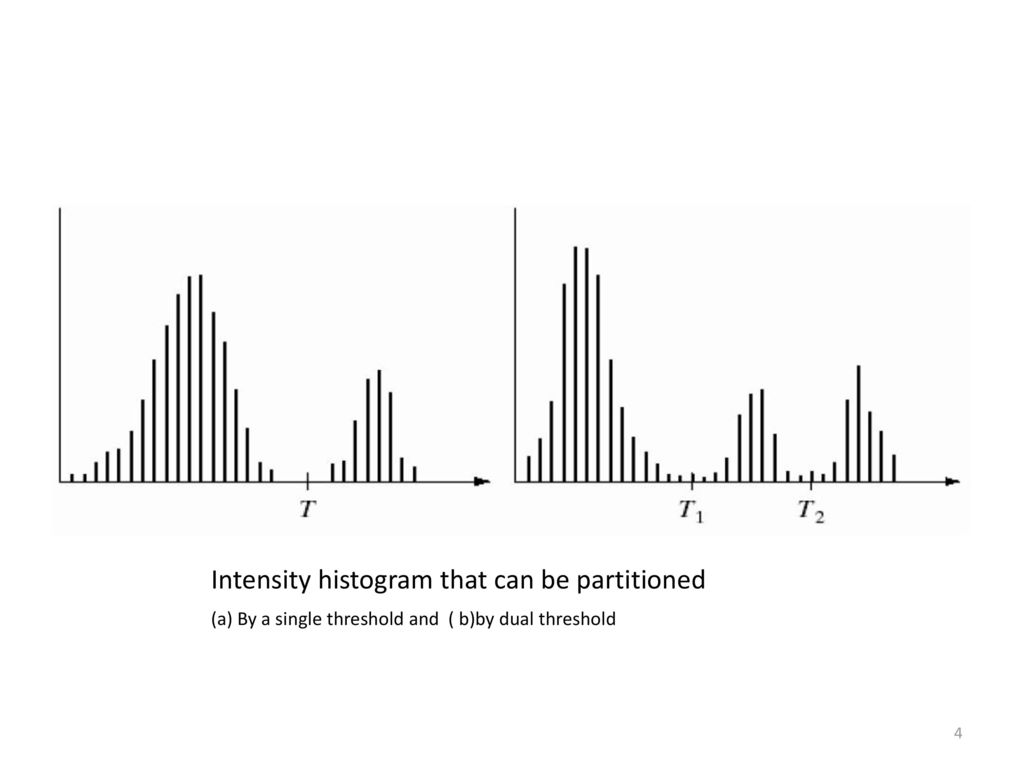 T
T1
T2
Intensity histogram that can be partitioned
(a) By a single threshold and ( b)by dual threshold
4